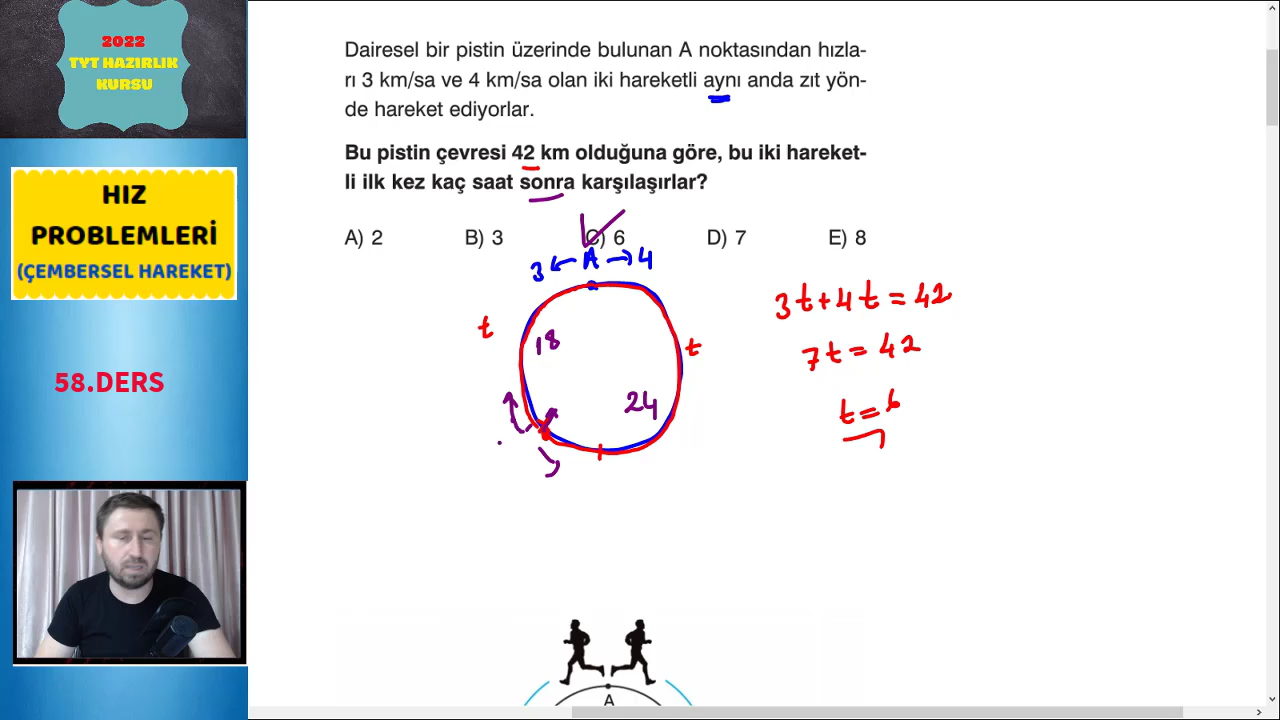 2022
TYT HAZIRLIK
KURSU
HIZ
PROBLEMLERİ
(ÇEMBERSEL HAREKET)
58.DERS
Dairesel bir pistin üzerinde bulunan A noktasından hızla-
rı 3 km/sa ve 4 km/sa olan iki hareketli aynı anda zıt yön-
de hareket ediyorlar.
Bu pistin çevresi 42 km olduğuna göre, bu iki hareket-
li ilk kez kaç saat sonra karşılaşırlar?
A) 2 B) 3 C) 6 D) 7 E) 8
3 A 4
t 18 t
24
3t+4t=42
7t=42
t=6
A